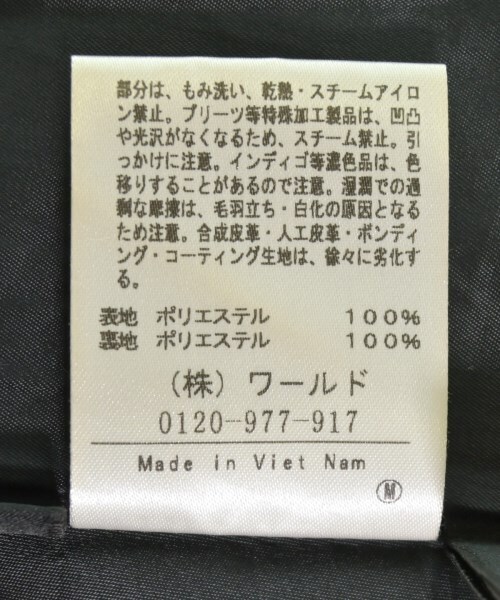 部分は、もみ洗い、乾熱・スチームアイロ
ン禁止。プリーツ等特殊加工製品は、凹凸
や光沢がなくなるため、スチーム禁止。引
っかけに注意。インディゴ等濃色品は、色
移りすることがあるので注意。湿潤での過
剰な摩擦は、毛羽立ち・白化の原因となる
ため注意。合成皮革・人工皮革・ボンディ
ング・コーティング生地は、徐々に劣化す
る。
表地 ポリエステル 100%
裏地 ポリエステル 100%
(株) ワールド
0120-977-917
Made in Viet Nam
M